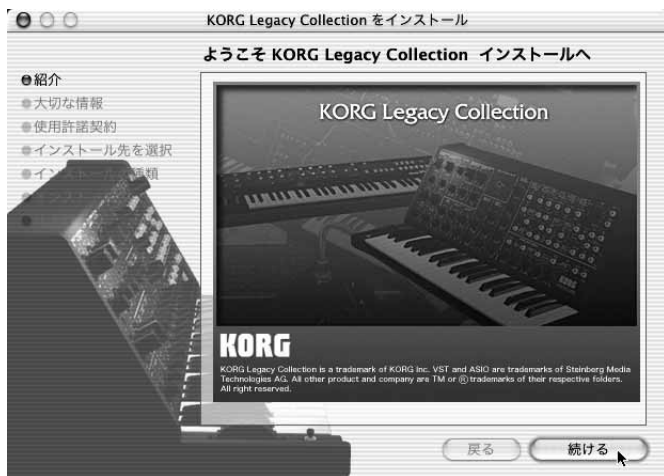 KORG Legacy Collection をインストール
ようこそ KORG Legacy Collection インストールへ
紹介
大切な情報
使用許諾契約
インストール先を選択
KORG Legacy Collection
KORG
KORG Legacy Collection is a trademark of KORG Inc. VST and ASIO are trademarks of Steinberg Media
Technologies AG. All other product and company are TM or ® trademarks of their respective folders.
All right reserved.
戻る
続ける